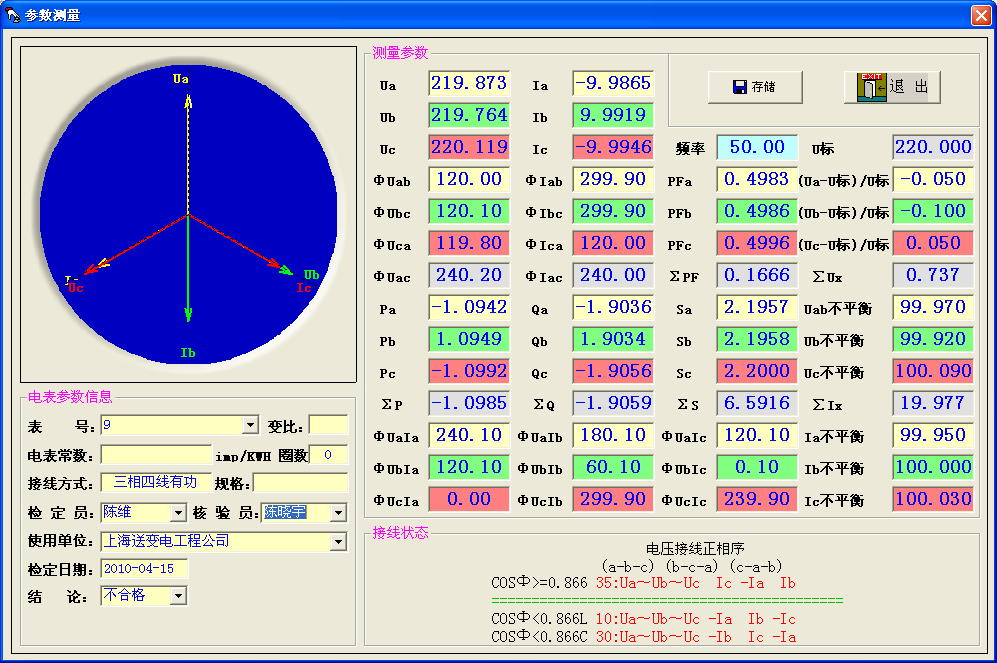 参数测量
Ua
Ub
Ic
Uc
Ib
测量参数
Ua 219.873 Ia -9.9865
存储 退 出
Ub 219.764 Ib 9.9919
Uc 220.119 Ic -9.9946 频率 50.00 U标 220.000
ΦUab 120.00 ΦIab 299.90 PFa 0.4983 (Ua-U标)/U标 -0.050
ΦUbc 120.10 ΦIbc 299.90 PFb 0.4986 (Ub-U标)/U标 -0.100
ΦUca 119.80 ΦIca 120.00 PFc 0.4996 (Uc-U标)/U标 0.050
ΦUac 240.20 ΦIac 240.00 ΣPF 0.1666 ΣUx 0.737
Pa -1.0942 Qa -1.9036 Sa 2.1957 Uab不平衡 99.970
Pb 1.0949 Qb 1.9034 Sb 2.1958 Ub不平衡 99.920
Pc -1.0992 Qc -1.9056 Sc 2.2000 Uc不平衡 100.090
ΣP -1.0985 ΣQ -1.9059 ΣS 6.5916 ΣIx 19.977
ΦUaIa 240.10 ΦUaIb 180.10 ΦUaIc 120.10 Ia不平衡 99.950
ΦUbIa 120.10 ΦUbIb 60.10 ΦUbIc 0.10 Ib不平衡 100.000
ΦUcIa 0.00 ΦUcIb 299.90 ΦUcIc 239.90 Ic不平衡 100.030
电表参数信息
表 号: 9 变比:
电表常数: imp/KWH 圈数 0
接线方式: 三相四线有功 规格:
检 定 员: 陈维 核 验 员: 陈晓宇
使用单位: 上海送变电工程公司
检定日期: 2010-04-15
结 论: 不合格
接线状态
电压接线正相序
(a-b-c) (b-c-a) (c-a-b)
COSΦ>=0.866 35:Ua~Ub~Uc Ic -Ia Ib
============================================
COSΦ<0.866L 10:Ua~Ub~Uc -Ia Ib -Ic
COSΦ<0.866C 30:Ua~Ub~Uc -Ib Ic -Ia